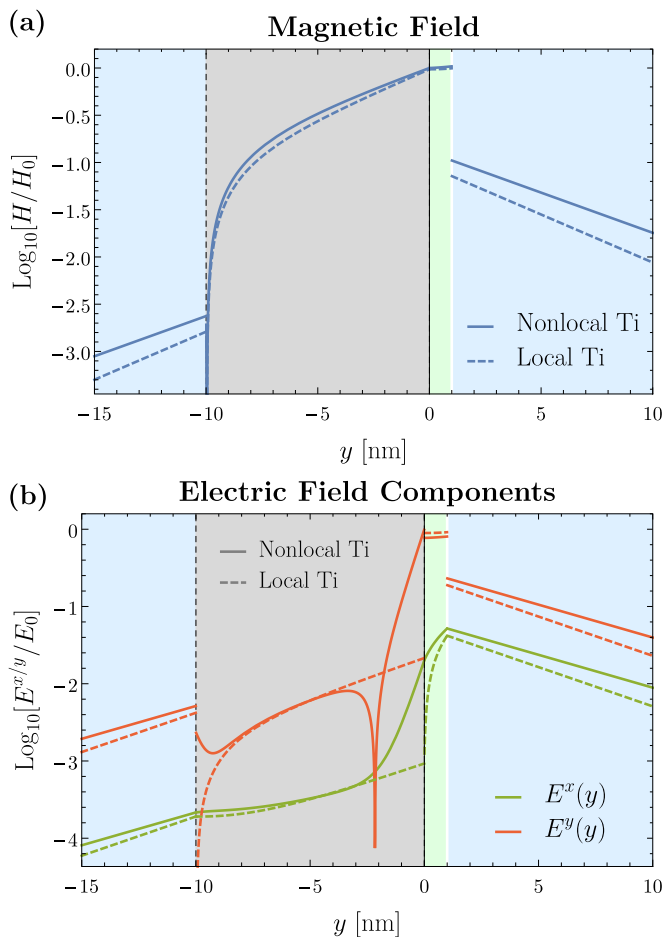 (a)
Magnetic Field
Log₁₀[H/H₀]
0.0
−0.5
−1.0
−1.5
−2.0
−2.5
−3.0
Nonlocal Ti
Local Ti
−15
−10
−5
0
5
10
y [nm]
(b)
Electric Field Components
Log₁₀[Eˣ/ʸ/E₀]
0
−1
−2
−3
−4
Nonlocal Ti
Local Ti
Eˣ(y)
Eʸ(y)
−15
−10
−5
0
5
10
y [nm]